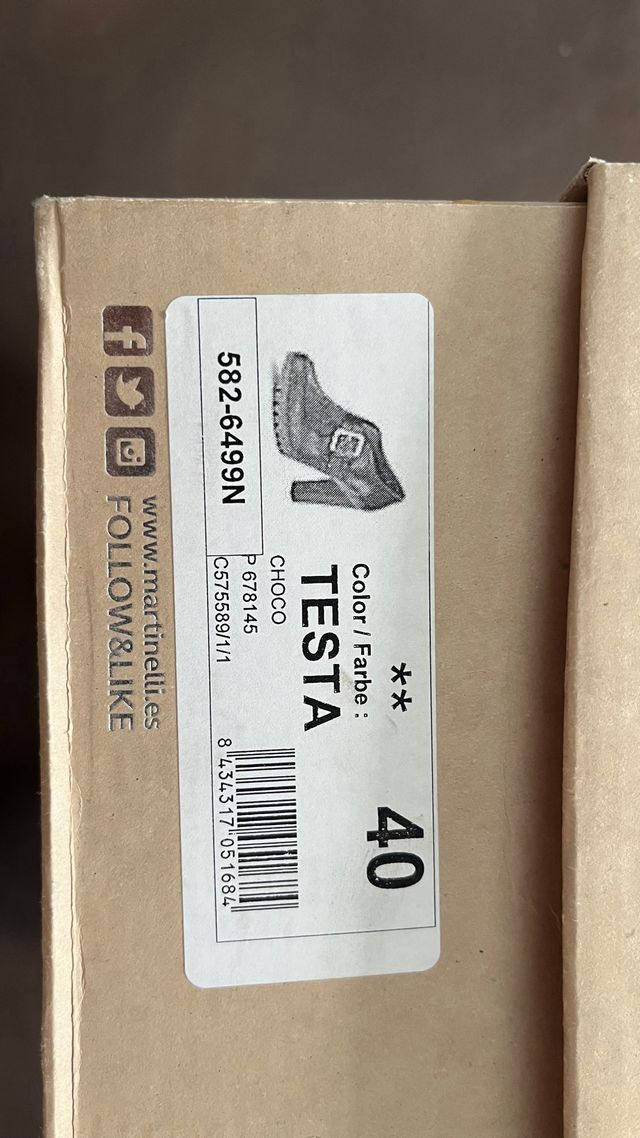 **
40
Color / Farbe :
TESTA
CHOCO
P 678145
582-6499N
C575589/1/1
8 434317 051684
www.martinelli.es
FOLLOW&LIKE